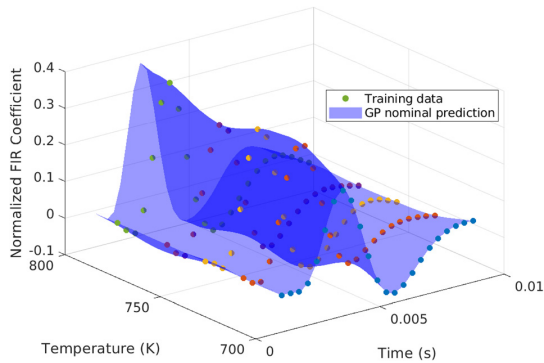 0.4
0.3
0.2
0.1
0
-0.1
Normalized FIR Coefficient
Training data
GP nominal prediction
800
750
700
Temperature (K)
0
0.005
0.01
Time (s)